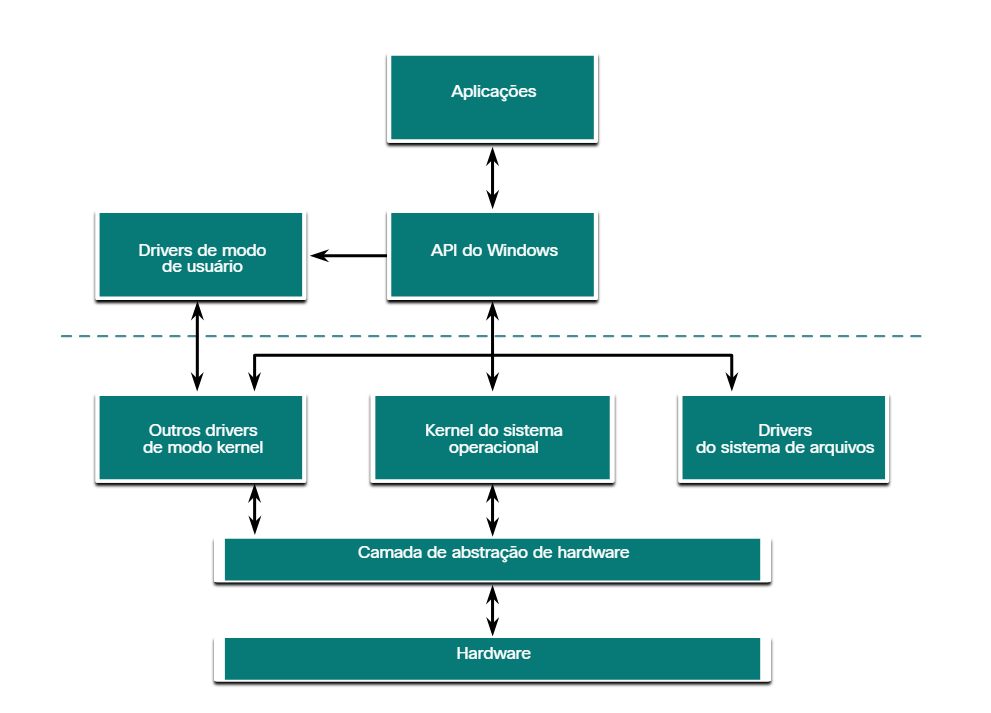 Aplicações
Drivers de modo
de usuário
API do Windows
Outros drivers
de modo kernel
Kernel do sistema
operacional
Drivers
do sistema de arquivos
Camada de abstração de hardware
Hardware